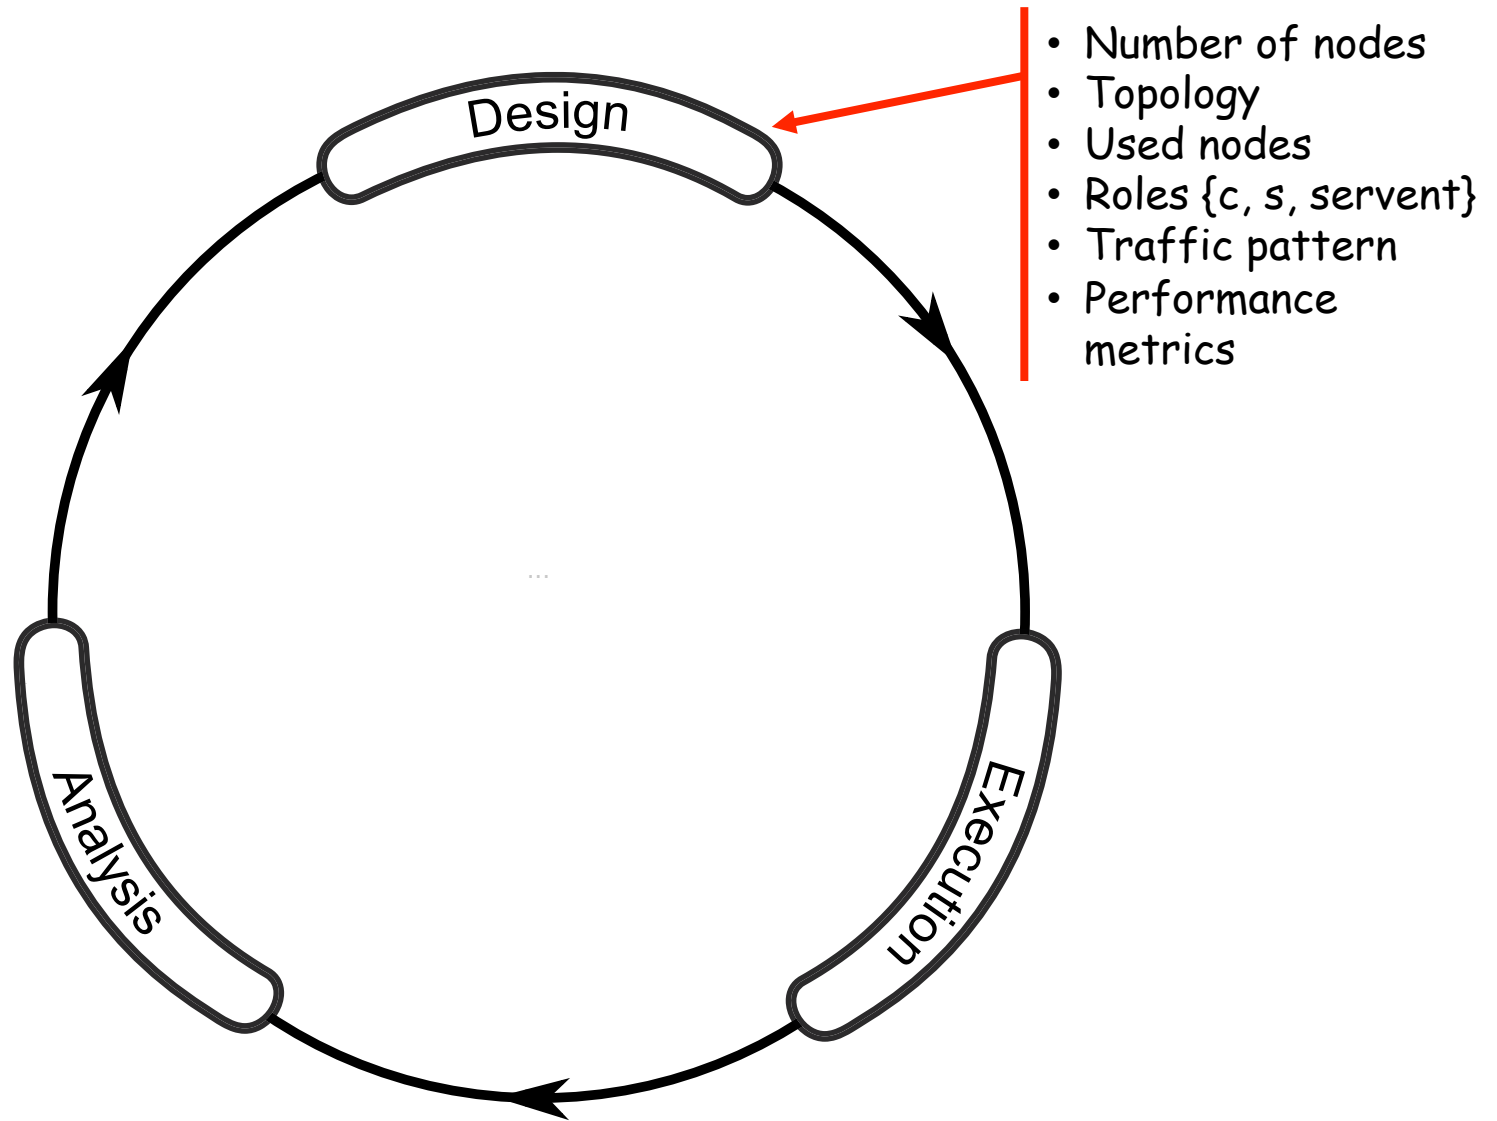 Design
• Number of nodes
• Topology
• Used nodes
• Roles {c, s, servent}
• Traffic pattern
• Performance
metrics
...
Execution
Analysis